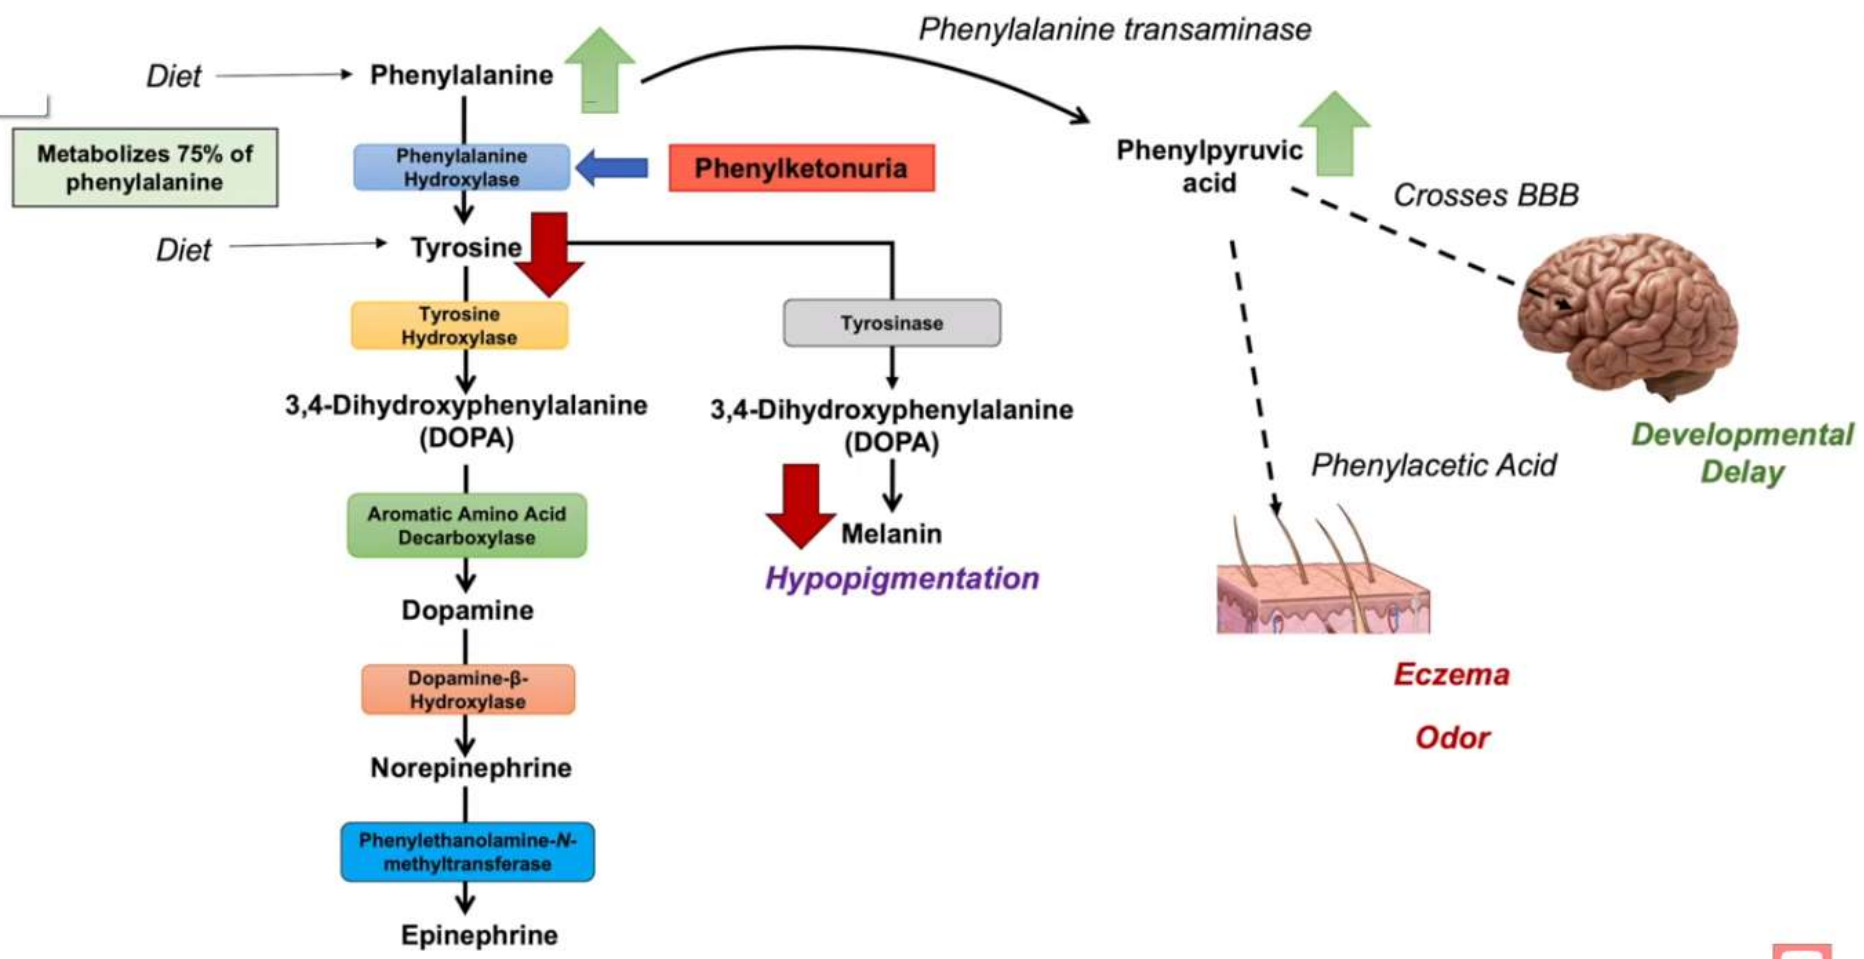 Phenylalanine transaminase
Diet
Phenylalanine
Metabolizes 75% of
phenylalanine
Phenylalanine
Hydroxylase
Phenylketonuria
Phenylpyruvic
acid
Crosses BBB
Diet
Tyrosine
Tyrosine
Hydroxylase
Tyrosinase
3,4-Dihydroxyphenylalanine
(DOPA)
3,4-Dihydroxyphenylalanine
(DOPA)
Developmental
Delay
Phenylacetic Acid
Aromatic Amino Acid
Decarboxylase
Melanin
Hypopigmentation
Dopamine
Eczema
Odor
Dopamine-β-
Hydroxylase
Norepinephrine
Phenylethanolamine-N-
methyltransferase
Epinephrine